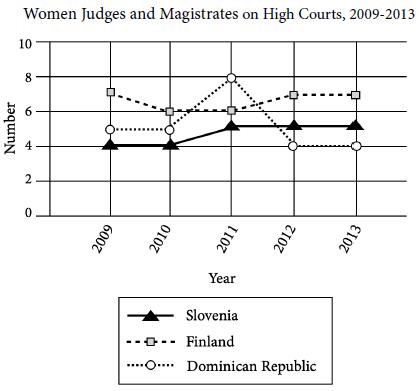 Women Judges and Magistrates on High Courts, 2009-2013
10
8
6
4
2
0
Number
2009
2010
2011
2012
2013
Year
Slovenia
Finland
Dominican Republic